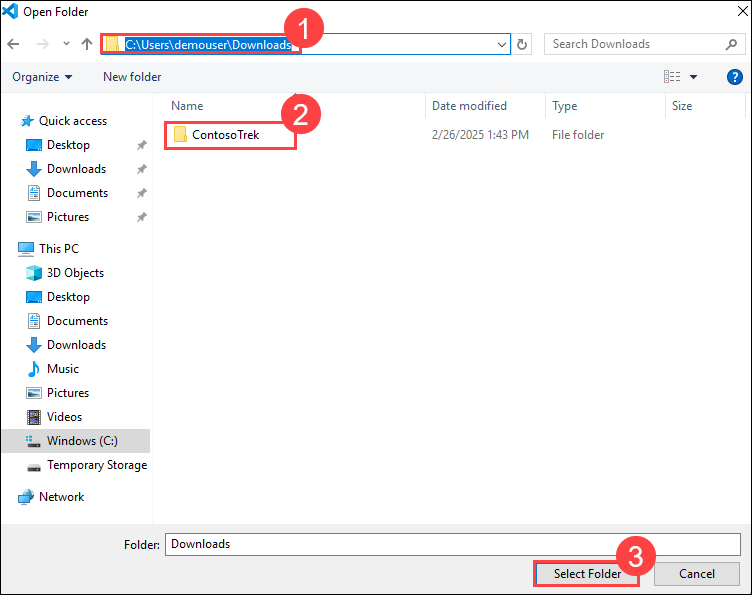 Open Folder
1
C:\Users\demouser\Downloads
Search Downloads
Organize
New folder
?
Name
Date modified
Type
Size
2
ContosoTrek
2/26/2025 1:43 PM
File folder
Quick access
Desktop
Downloads
Documents
Pictures
This PC
3D Objects
Desktop
Documents
Downloads
Music
Pictures
Videos
Windows (C:)
Temporary Storage
Network
Folder:
Downloads
3
Select Folder
Cancel